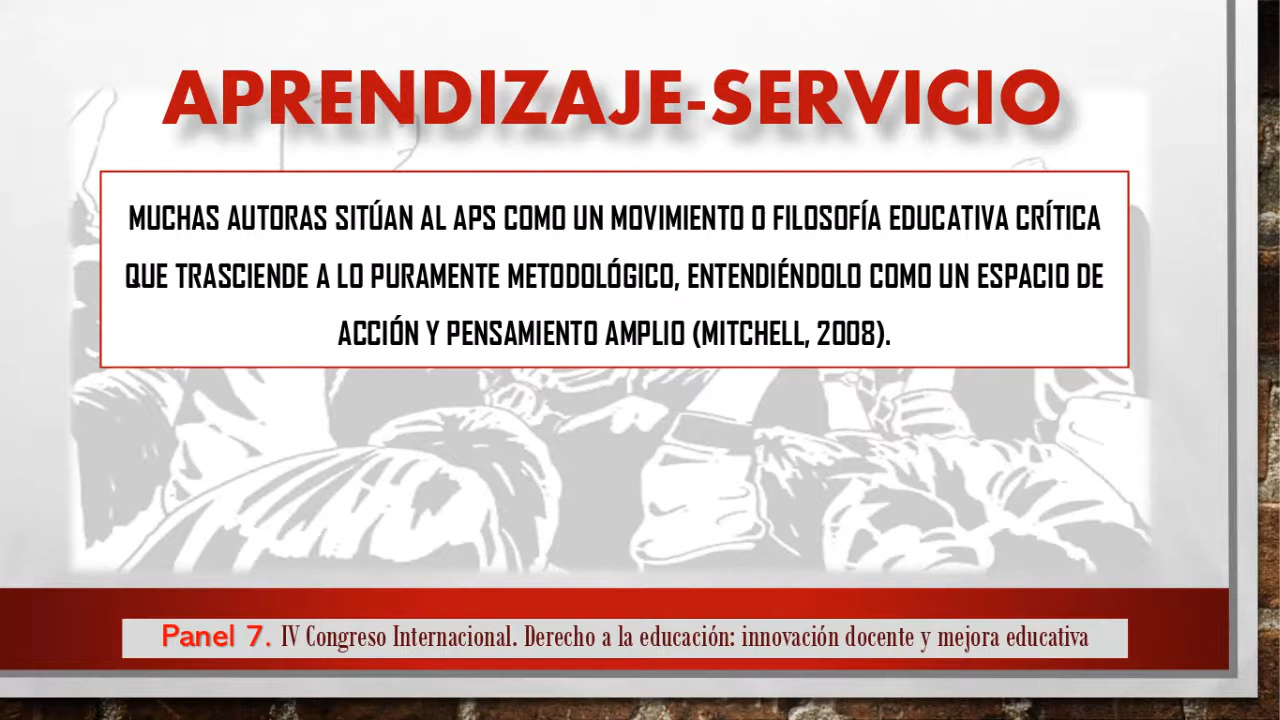 APRENDIZAJE-SERVICIO
MUCHAS AUTORAS SITÚAN AL APS COMO UN MOVIMIENTO O FILOSOFÍA EDUCATIVA CRÍTICA
QUE TRASCIENDE A LO PURAMENTE METODOLÓGICO, ENTENDIÉNDOLO COMO UN ESPACIO DE
ACCIÓN Y PENSAMIENTO AMPLIO (MITCHELL, 2008).
Panel 7. IV Congreso Internacional. Derecho a la educación: innovación docente y mejora educativa